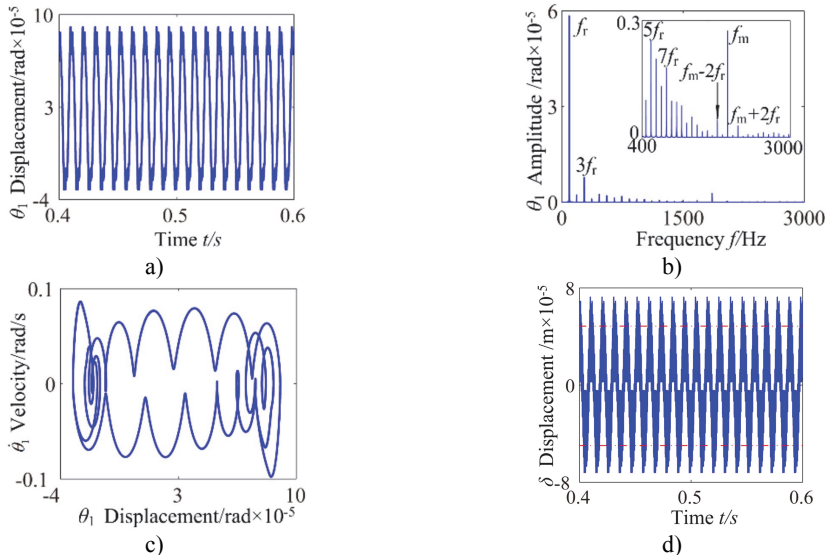 10
3
-4
0.4 0.5 0.6
θ₁ Displacement/rad×10⁻⁵
Time t/s
a)
6
3
0
0 1500 3000
θ₁ Amplitude /rad×10⁻⁵
Frequency f/Hz
fᵣ
3fᵣ
0.3
0
400 3000
5fᵣ
7fᵣ
fₘ-2fᵣ
fₘ
fₘ+2fᵣ
b)
0.1
0
-0.1
-4 3 10
θ̇₁ Velocity/rad/s
θ₁ Displacement/rad×10⁻⁵
c)
8
0
-8
0.4 0.5 0.6
δ Displacement /m×10⁻⁵
Time t/s
d)